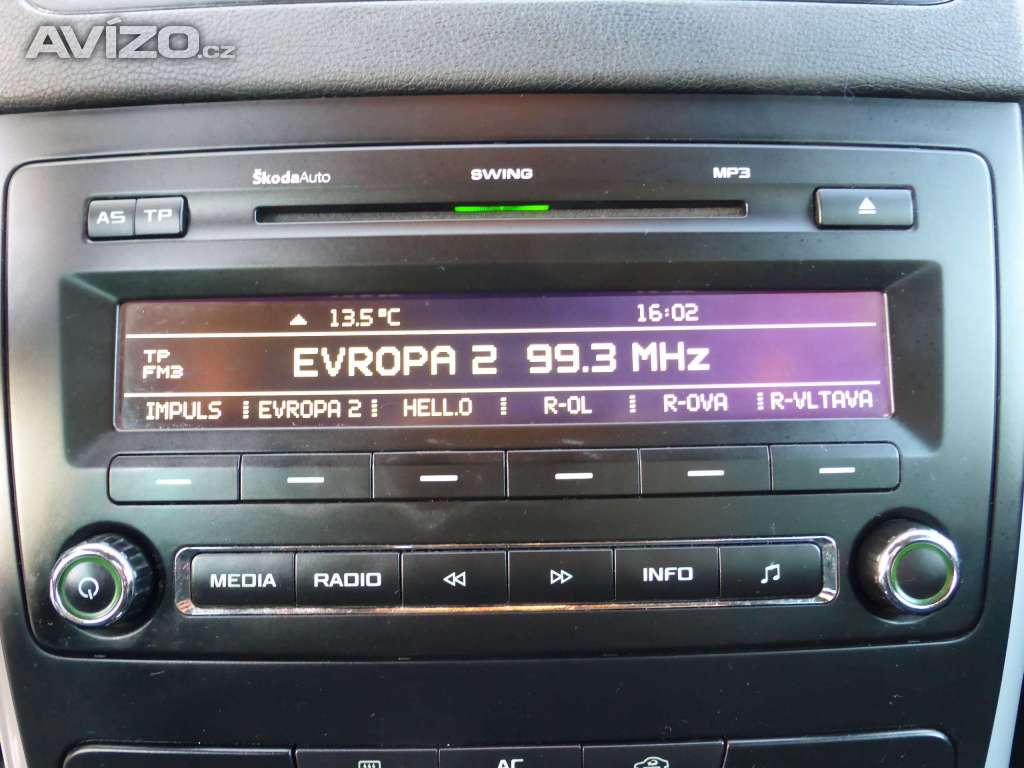 AVÍZO.cz
ŠkodaAuto SWING MP3
AS TP
13.5°C 16:02
TP
FM3
EVROPA 2 99.3 MHz
IMPULS EVROPA 2 HELL.O R-OL R-OVA R-VLTAVA
MEDIA RADIO INFO
AC